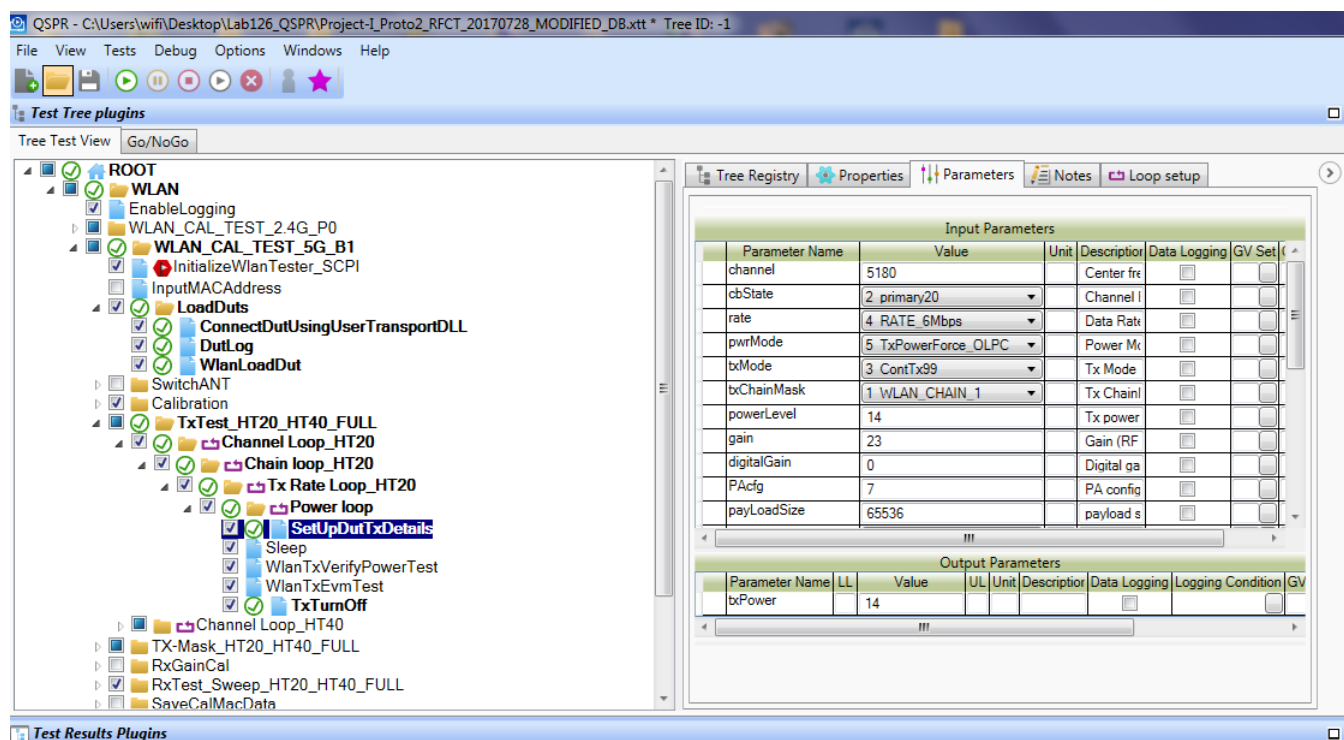 QSPR - C:\Users\wifi\Desktop\Lab126_QSPR\Project-I_Proto2_RFCT_20170728_MODIFIED_DB.xtt * Tree ID: -1
File View Tests Debug Options Windows Help
Test Tree plugins
Tree Test View Go/NoGo
ROOT
WLAN
EnableLogging
WLAN_CAL_TEST_2.4G_P0
WLAN_CAL_TEST_5G_B1
InitializeWlanTester_SCPI
InputMACAddress
LoadDuts
ConnectDutUsingUserTransportDLL
DutLog
WlanLoadDut
SwitchANT
Calibration
TxTest_HT20_HT40_FULL
Channel Loop_HT20
Chain loop_HT20
Tx Rate Loop_HT20
Power loop
SetUpDutTxDetails
Sleep
WlanTxVerifyPowerTest
WlanTxEvmTest
TxTurnOff
Channel Loop_HT40
TX-Mask_HT20_HT40_FULL
RxGainCal
RxTest_Sweep_HT20_HT40_FULL
SaveCalMacData
Tree Registry Properties Parameters Notes Loop setup
Input Parameters
Parameter Name Value Unit Description Data Logging GV Set
channel 5180 Center fre
cbState 2 primary20 Channel
rate 4 RATE_6Mbps Data Rate
pwrMode 5 TxPowerForce_OLPC Power Mo
txMode 3 ContTx99 Tx Mode
txChainMask 1 WLAN_CHAIN_1 Tx Chain
powerLevel 14 Tx power
gain 23 Gain (RF
digitalGain 0 Digital ga
PAcfg 7 PA config
payLoadSize 65536 payload s
Output Parameters
Parameter Name LL Value UL Unit Description Data Logging Logging Condition GV
txPower 14
Test Results Plugins